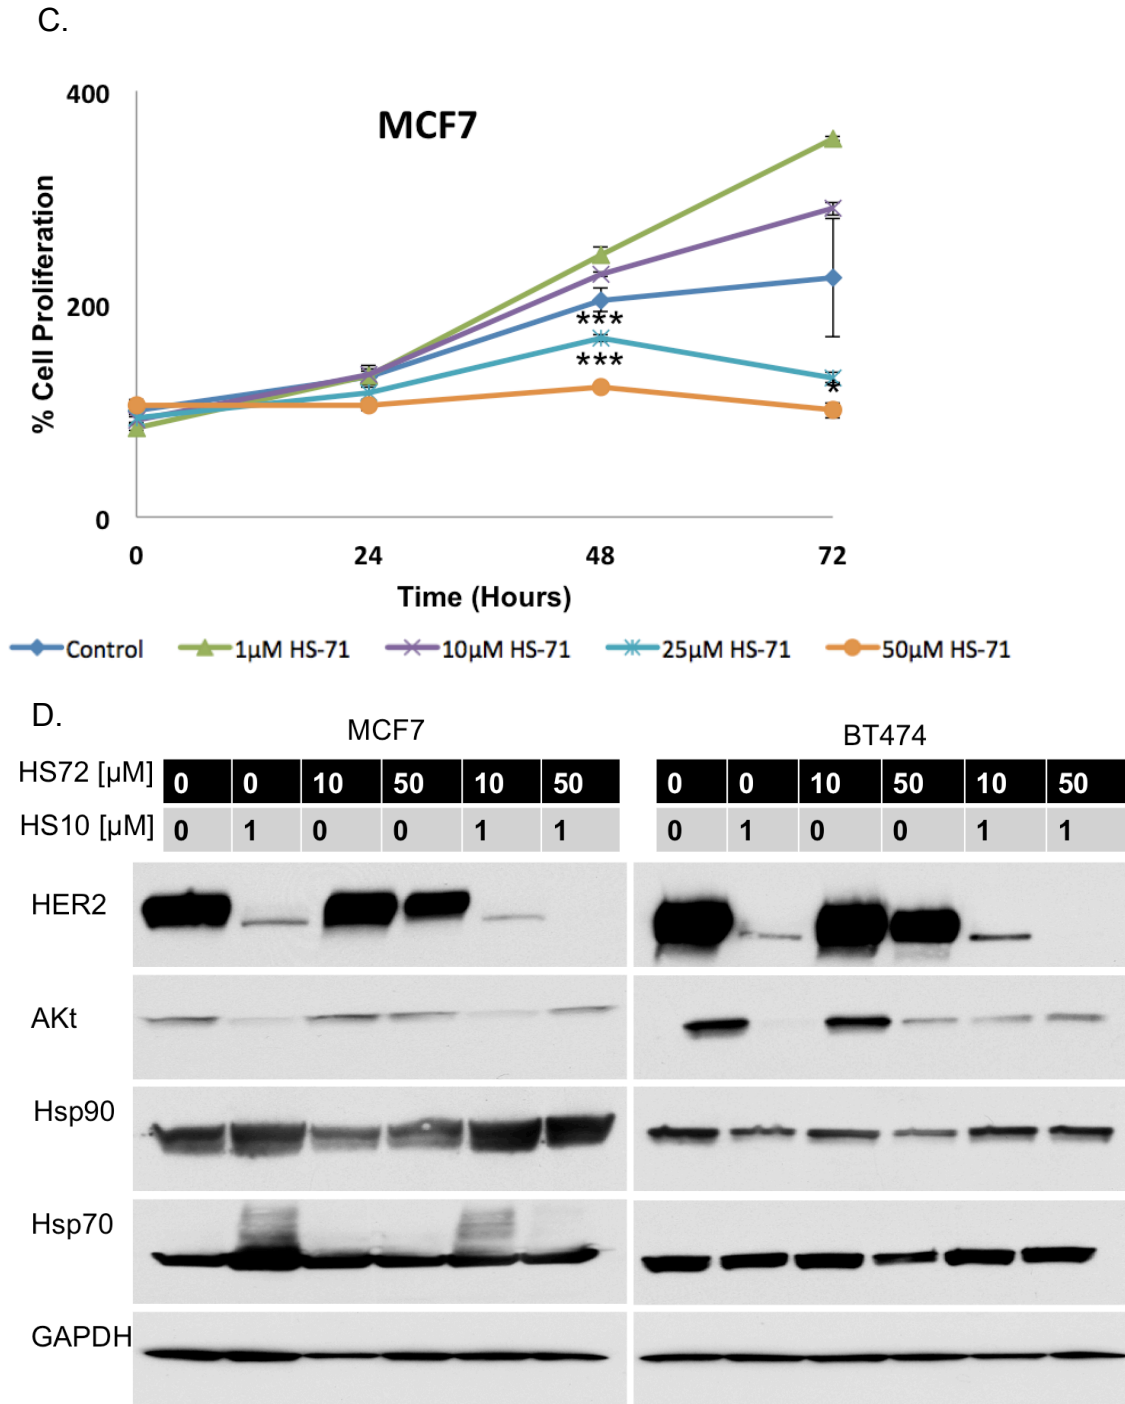 C.
MCF7
400
200
0
% Cell Proliferation
***
***
*
0 24 48 72
Time (Hours)
Control 1µM HS-71 10µM HS-71 25µM HS-71 50µM HS-71
D.
MCF7 BT474
HS72 [µM] 0 0 10 50 10 50 0 0 10 50 10 50
HS10 [µM] 0 1 0 0 1 1 0 1 0 0 1 1
HER2
AKt
Hsp90
Hsp70
GAPDH